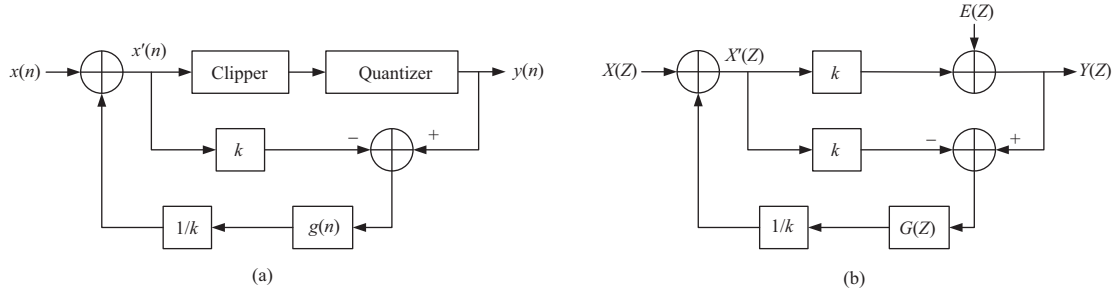 E(Z)
x(n)
x′(n)
Clipper
Quantizer
y(n)
X(Z)
X′(Z)
k
Y(Z)
k
−
+
k
−
+
1/k
g(n)
1/k
G(Z)
(a)
(b)